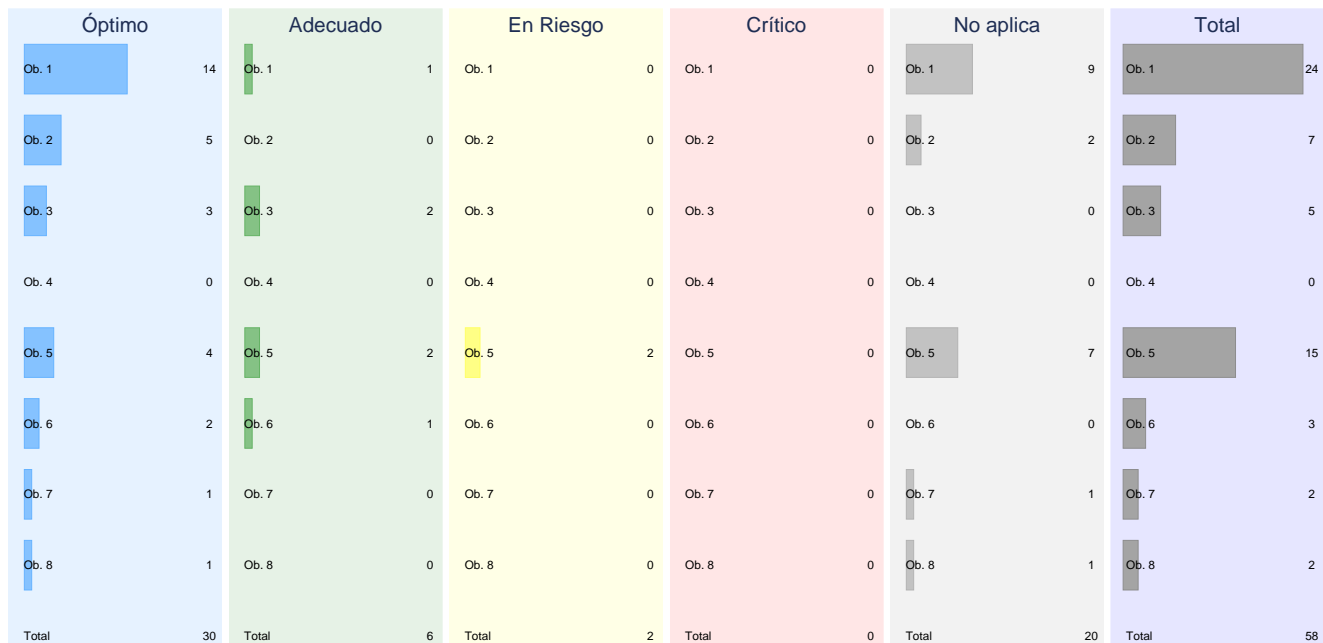 Óptimo Adecuado En Riesgo Crítico No aplica Total
Ob. 1 14 Ob. 1 1 Ob. 1 0 Ob. 1 0 Ob. 1 9 Ob. 1 24
Ob. 2 5 Ob. 2 0 Ob. 2 0 Ob. 2 0 Ob. 2 2 Ob. 2 7
Ob. 3 3 Ob. 3 2 Ob. 3 0 Ob. 3 0 Ob. 3 0 Ob. 3 5
Ob. 4 0 Ob. 4 0 Ob. 4 0 Ob. 4 0 Ob. 4 0 Ob. 4 0
Ob. 5 4 Ob. 5 2 Ob. 5 2 Ob. 5 0 Ob. 5 7 Ob. 5 15
Ob. 6 2 Ob. 6 1 Ob. 6 0 Ob. 6 0 Ob. 6 0 Ob. 6 3
Ob. 7 1 Ob. 7 0 Ob. 7 0 Ob. 7 0 Ob. 7 1 Ob. 7 2
Ob. 8 1 Ob. 8 0 Ob. 8 0 Ob. 8 0 Ob. 8 1 Ob. 8 2
Total 30 Total 6 Total 2 Total 0 Total 20 Total 58